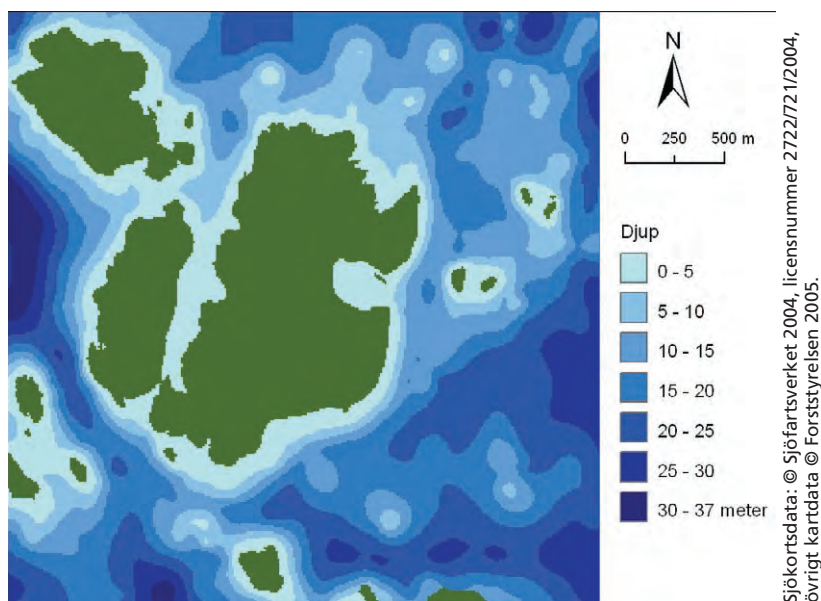 N
0 250 500 m
Djup
0 - 5
5 - 10
10 - 15
15 - 20
20 - 25
25 - 30
30 - 37 meter
Sjökortsdata: © Sjöfartsverket 2004, licensnummer 2722/721/2004,
övrigt kartdata © Forststyrelsen 2005.